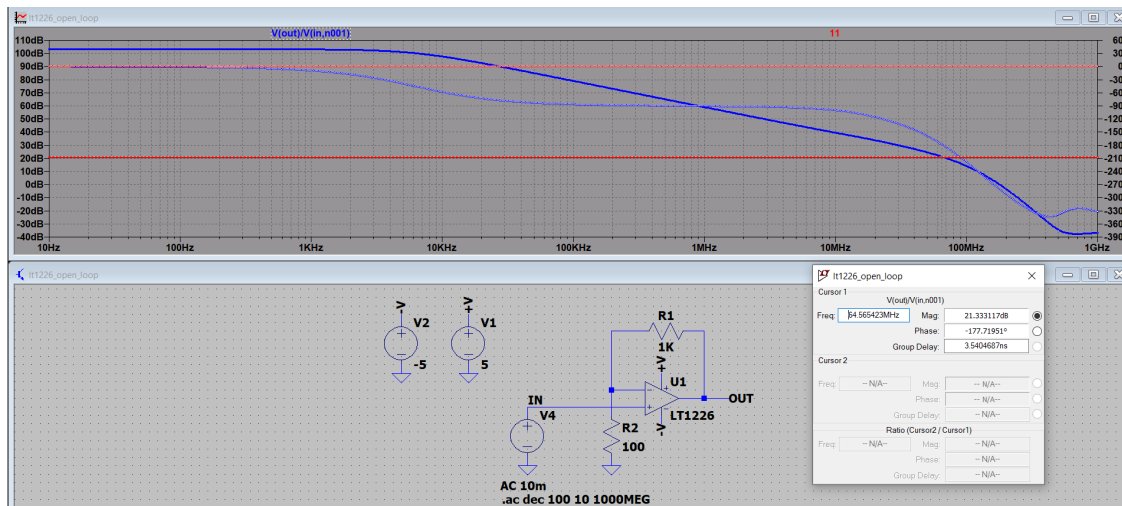 lt1226_open_loop
V(out)/V(in,n001)
11
110dB
100dB
90dB
80dB
70dB
60dB
50dB
40dB
30dB
20dB
10dB
0dB
-10dB
-20dB
-30dB
-40dB
60
30
0
-30
-60
-90
-120
-150
-180
-210
-240
-270
-300
-330
-360
-390
10Hz
100Hz
1KHz
10KHz
100KHz
1MHz
10MHz
100MHz
1GHz
lt1226_open_loop
-V
V2
-5
+V
V1
5
R1
1K
+V
U1
OUT
LT1226
-V
IN
V4
R2
100
AC 10m
.ac dec 100 10 1000MEG
lt1226_open_loop
Cursor 1
V(out)/V(in,n001)
Freq: 64.565423MHz Mag: 21.333117dB
Phase: -177.71951°
Group Delay: 3.5404687ns
Cursor 2
Freq: -- N/A-- Mag: -- N/A--
Phase: -- N/A--
Group Delay: -- N/A--
Ratio (Cursor2 / Cursor1)
Freq: -- N/A-- Mag: -- N/A--
Phase: -- N/A--
Group Delay: -- N/A--